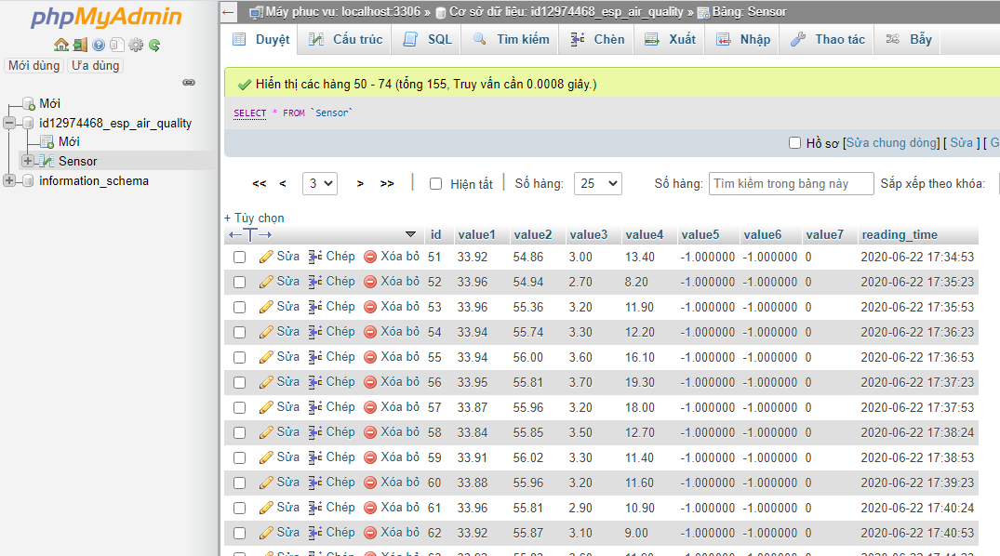 phpMyAdmin
Mới dùng Ưa dùng
Mới
id12974468_esp_air_quality
Mới
Sensor
information_schema
Máy phục vụ: localhost:3306 » Cơ sở dữ liệu: id12974468_esp_air_quality » Bảng: Sensor
Duyệt Cấu trúc SQL Tìm kiếm Chèn Xuất Nhập Thao tác Bẫy
Hiển thị các hàng 50 - 74 (tổng 155, Truy vấn cần 0.0008 giây.)
SELECT * FROM `Sensor`
Hồ sơ [Sửa chung dòng] [ Sửa ] [ G
<< < 3 > >> Hiện tất Số hàng: 25 Số hàng: Tìm kiếm trong bảng này Sắp xếp theo khóa:
+ Tùy chọn
←T→ id value1 value2 value3 value4 value5 value6 value7 reading_time
Sửa Chép Xóa bỏ 51 33.92 54.86 3.00 13.40 -1.000000 -1.000000 0 2020-06-22 17:34:53
Sửa Chép Xóa bỏ 52 33.96 54.94 2.70 8.20 -1.000000 -1.000000 0 2020-06-22 17:35:23
Sửa Chép Xóa bỏ 53 33.96 55.36 3.20 11.90 -1.000000 -1.000000 0 2020-06-22 17:35:53
Sửa Chép Xóa bỏ 54 33.94 55.74 3.30 12.20 -1.000000 -1.000000 0 2020-06-22 17:36:23
Sửa Chép Xóa bỏ 55 33.94 56.00 3.60 16.10 -1.000000 -1.000000 0 2020-06-22 17:36:53
Sửa Chép Xóa bỏ 56 33.95 55.81 3.70 19.30 -1.000000 -1.000000 0 2020-06-22 17:37:23
Sửa Chép Xóa bỏ 57 33.87 55.96 3.20 18.00 -1.000000 -1.000000 0 2020-06-22 17:37:53
Sửa Chép Xóa bỏ 58 33.84 55.85 3.50 12.70 -1.000000 -1.000000 0 2020-06-22 17:38:24
Sửa Chép Xóa bỏ 59 33.91 56.02 3.30 11.40 -1.000000 -1.000000 0 2020-06-22 17:38:53
Sửa Chép Xóa bỏ 60 33.88 55.96 3.20 11.60 -1.000000 -1.000000 0 2020-06-22 17:39:23
Sửa Chép Xóa bỏ 61 33.96 55.81 2.90 10.90 -1.000000 -1.000000 0 2020-06-22 17:40:24
Sửa Chép Xóa bỏ 62 33.92 55.87 3.10 9.00 -1.000000 -1.000000 0 2020-06-22 17:40:53